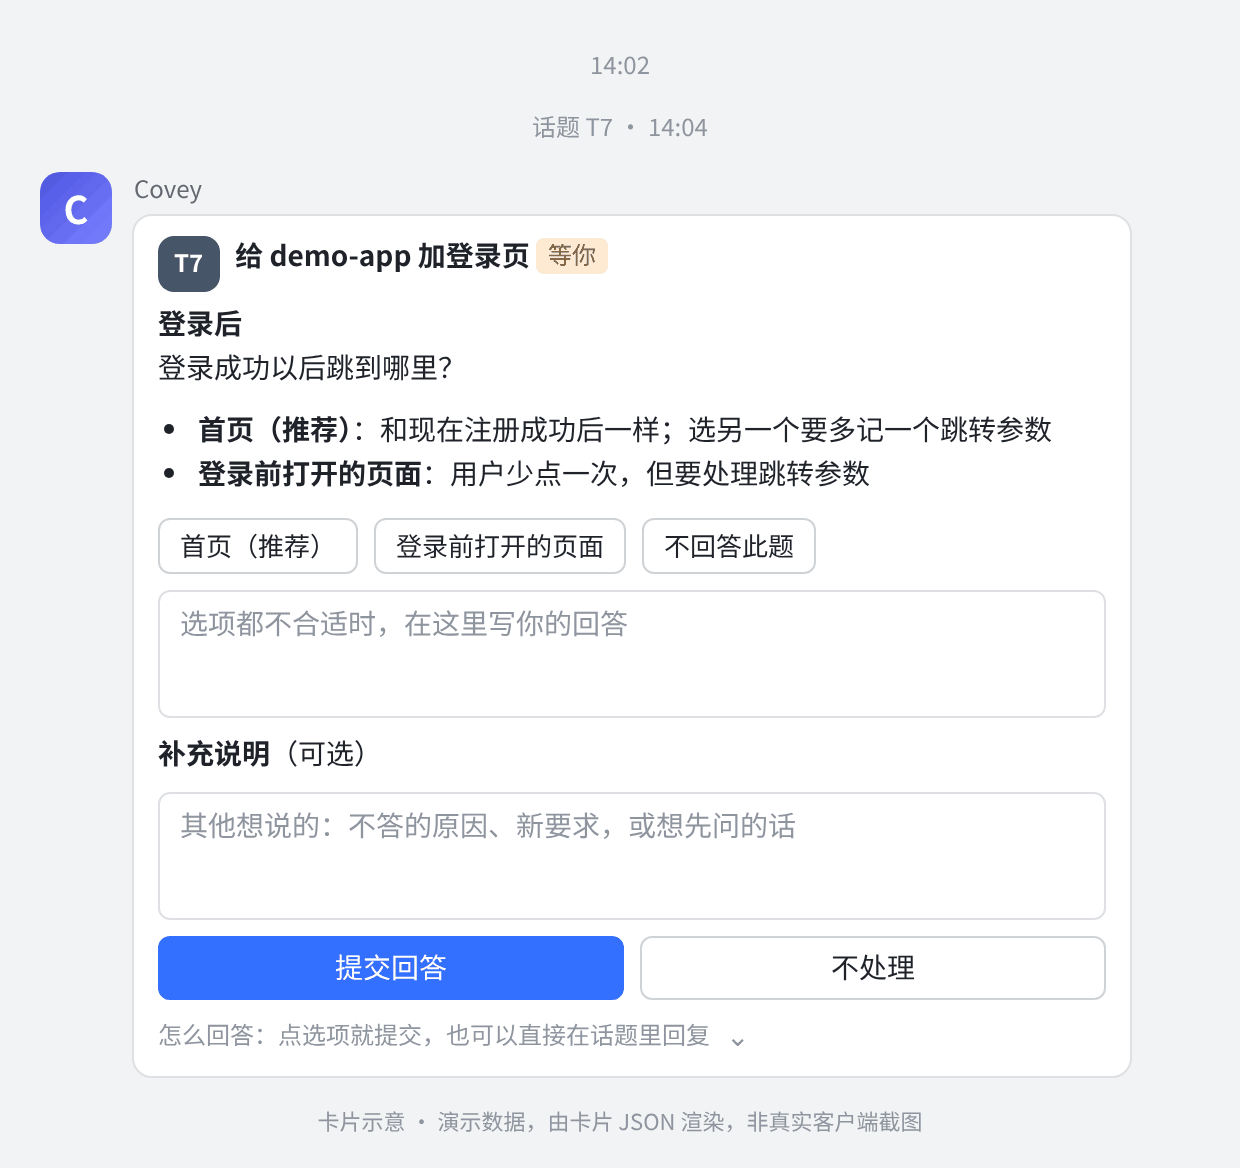 14:02
话题 T7 • 14:04
C
Covey
T7 给 demo-app 加登录页 等你
登录后
登录成功以后跳到哪里？
• 首页（推荐）：和现在注册成功后一样；选另一个要多记一个跳转参数
• 登录前打开的页面：用户少点一次，但要处理跳转参数
首页（推荐） 登录前打开的页面 不回答此题
选项都不合适时，在这里写你的回答
补充说明（可选）
其他想说的：不答的原因、新要求，或想先问的话
提交回答 不处理
怎么回答：点选项就提交，也可以直接在话题里回复
卡片示意 • 演示数据，由卡片 JSON 渲染，非真实客户端截图